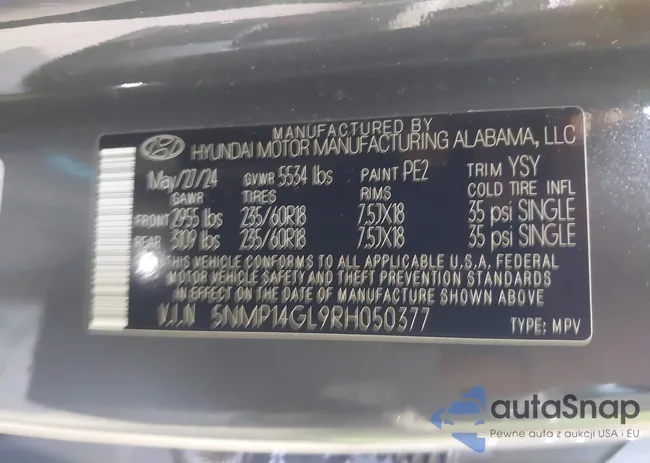 MANUFACTURED BY
HYUNDAI MOTOR MANUFACTURING ALABAMA, LLC
May/27/24 GVWR 5534 lbs PAINT PE2 TRIM YSY
GAWR TIRES RIMS COLD TIRE INFL
FRONT 2955 lbs 235/60R18 7.5JX18 35 psi SINGLE
REAR 3109 lbs 235/60R18 7.5JX18 35 psi SINGLE
THIS VEHICLE CONFORMS TO ALL APPLICABLE U.S.A. FEDERAL
MOTOR VEHICLE SAFETY AND THEFT PREVENTION STANDARDS
IN EFFECT ON THE DATE OF MANUFACTURE SHOWN ABOVE
V.I.N 5NMP14GL9RH050377 TYPE: MPV
autaSnap
Pewne auta z aukcji USA i EU